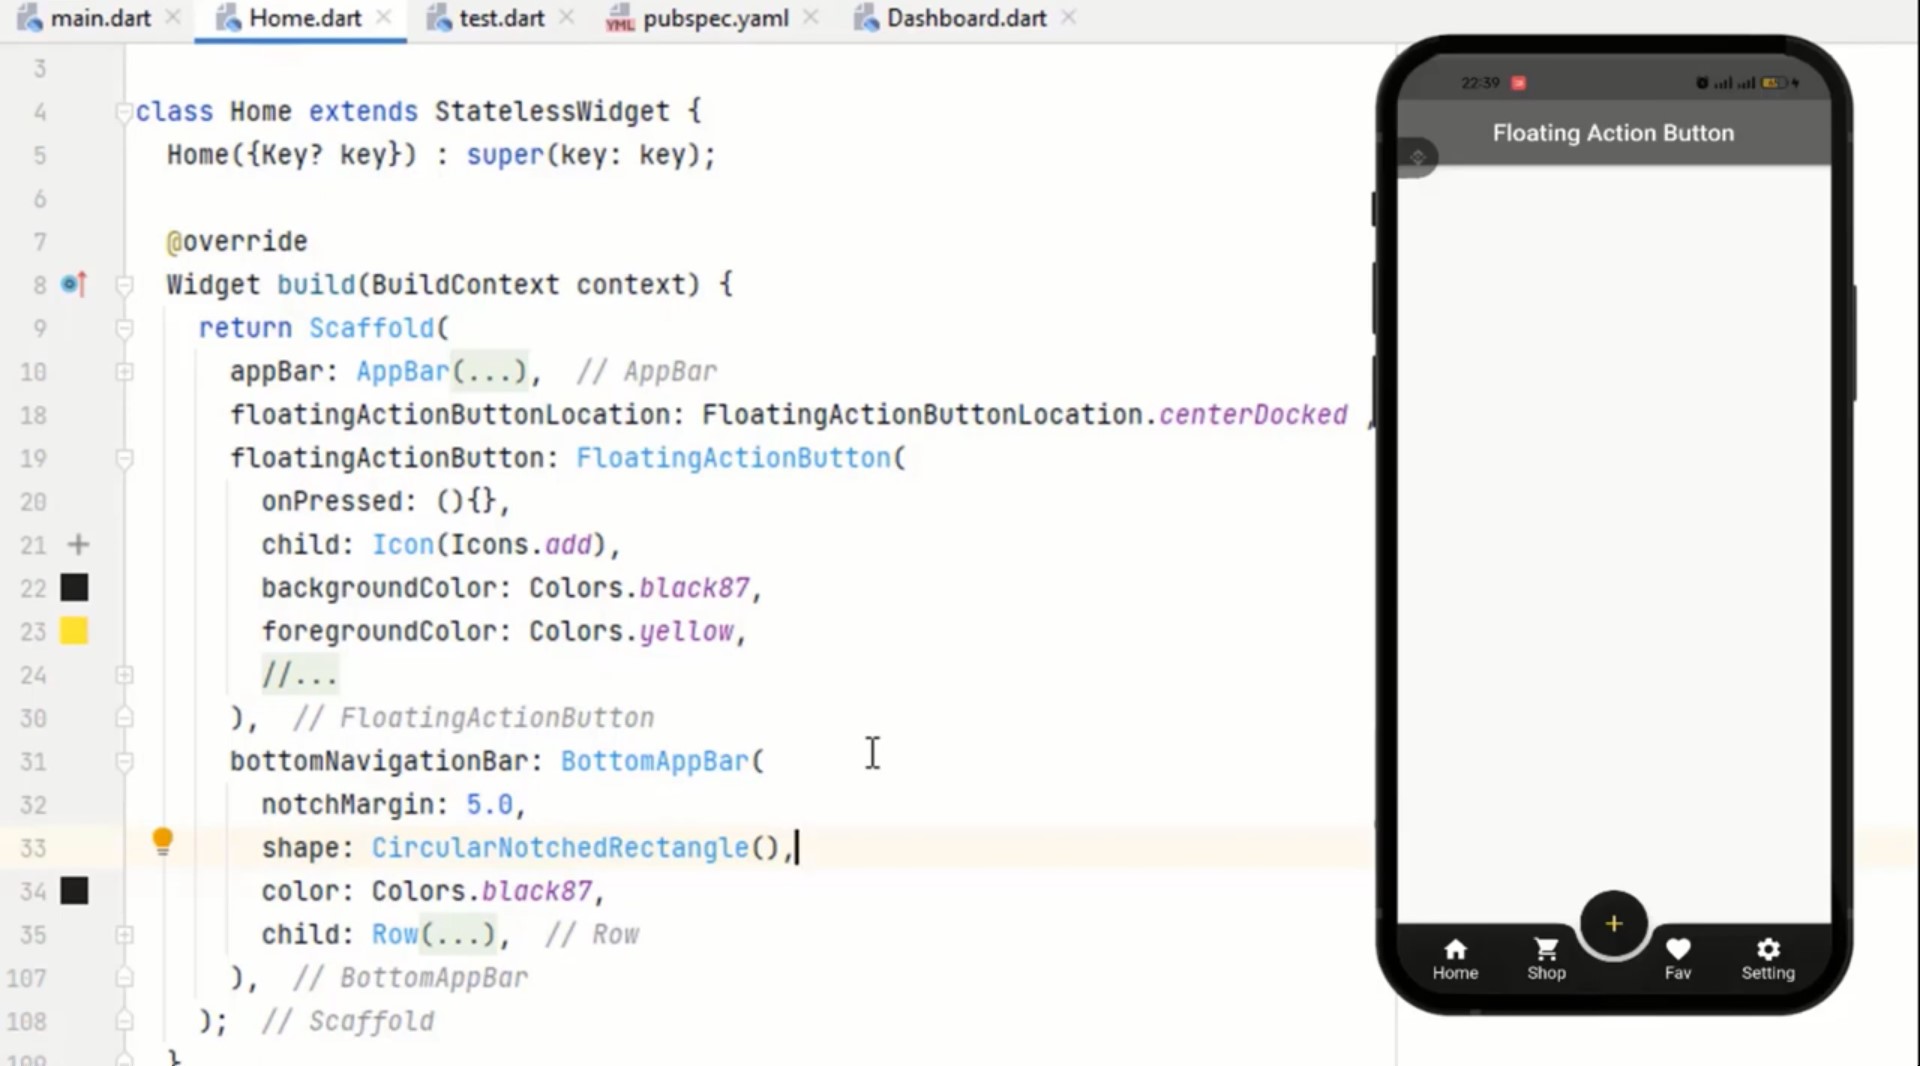 main.dart
Home.dart
test.dart
YML pubspec.yaml
Dashboard.dart
3
4 class Home extends StatelessWidget {
5 Home({Key? key}) : super(key: key);
6
7 @override
8 Widget build(BuildContext context) {
9 return Scaffold(
10 appBar: AppBar(...), // AppBar
18 floatingActionButtonLocation: FloatingActionButtonLocation.centerDocked ,
19 floatingActionButton: FloatingActionButton(
20 onPressed: (){},
21 child: Icon(Icons.add),
22 backgroundColor: Colors.black87,
23 foregroundColor: Colors.yellow,
24 //...
30 ), // FloatingActionButton
31 bottomNavigationBar: BottomAppBar(
32 notchMargin: 5.0,
33 shape: CircularNotchedRectangle(),
34 color: Colors.black87,
35 child: Row(...), // Row
107 ), // BottomAppBar
108 ); // Scaffold
109 }
22:39
Floating Action Button
Home
Shop
Fav
Setting